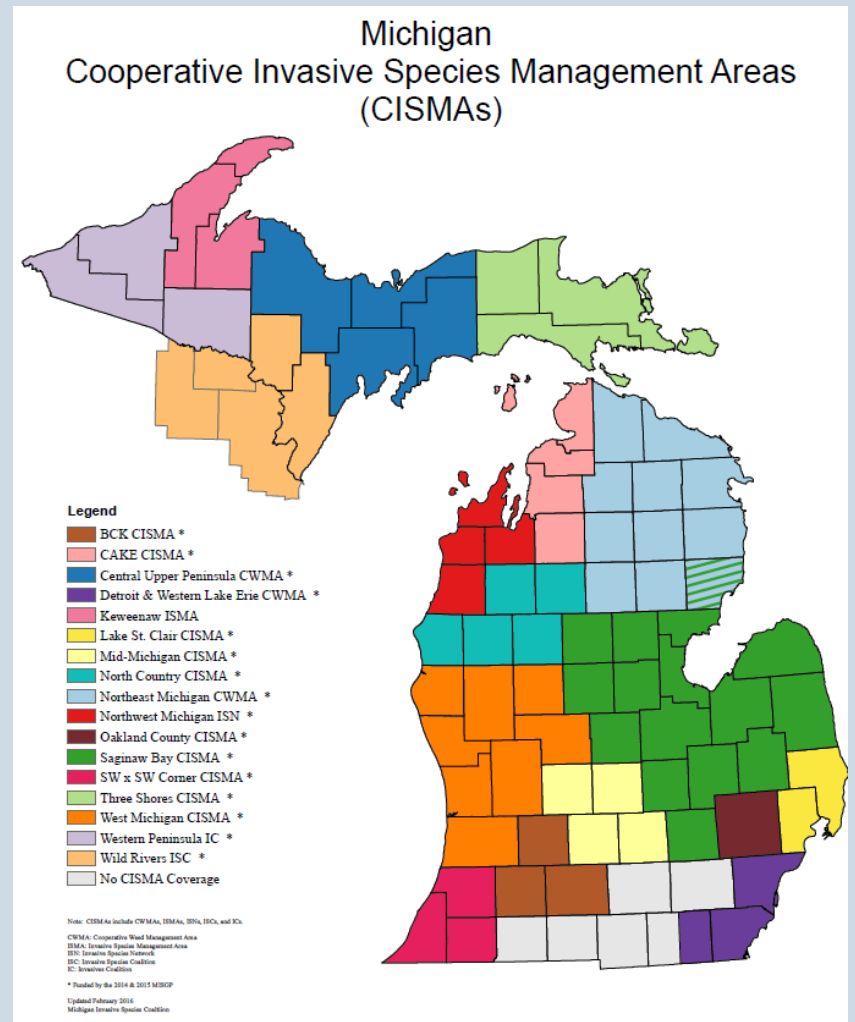 Michigan
Cooperative Invasive Species Management Areas
(CISMAs)
Legend
BCK CISMA *
CAKE CISMA *
Central Upper Peninsula CWMA *
Detroit & Western Lake Erie CWMA *
Keweenaw ISMA
Lake St. Clair CISMA *
Mid-Michigan CISMA *
North Country CISMA *
Northeast Michigan CWMA *
Northwest Michigan ISN *
Oakland County CISMA *
Saginaw Bay CISMA *
SW x SW Corner CISMA *
Three Shores CISMA *
West Michigan CISMA *
Western Peninsula IC *
Wild Rivers ISC *
No CISMA Coverage
Note: CISMAs include CWMAs, ISMAs, ISNs, ISCs, and ICs.
CWMA: Cooperative Weed Management Area
ISMA: Invasive Species Management Area
ISN: Invasive Species Network
ISC: Invasive Species Coalition
IC: Invasives Coalition
* Funded by the 2014 & 2015 MISGP
Updated February 2016
Michigan Invasive Species Coalition